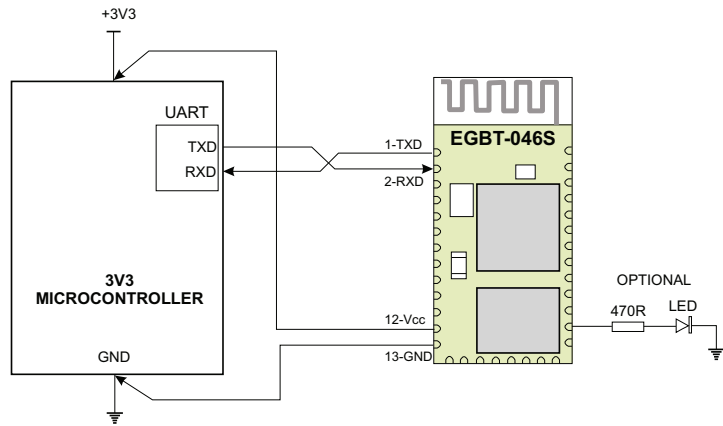 +3V3
UART
TXD
RXD
3V3
MICROCONTROLLER
GND
1-TXD
2-RXD
12-Vcc
13-GND
EGBT-046S
OPTIONAL
470R
LED